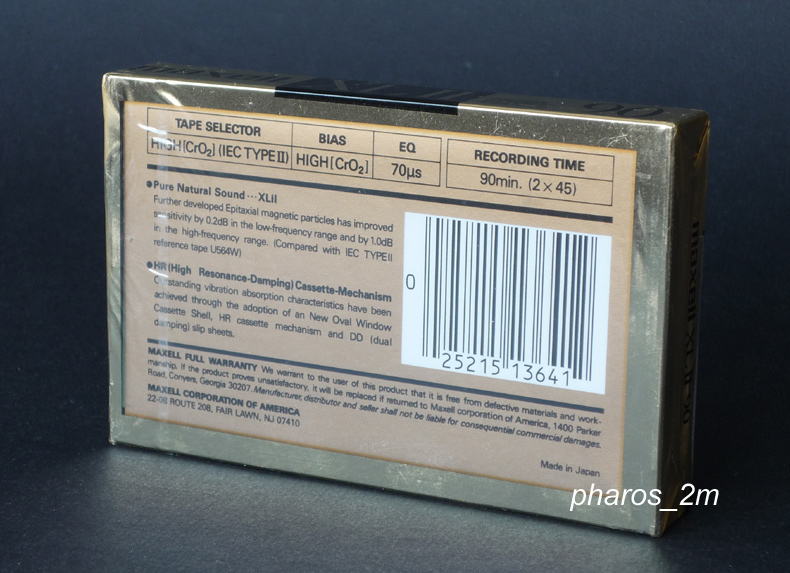 TAPE SELECTOR
BIAS
EQ
HIGH[CrO₂] (IEC TYPE II)
HIGH[CrO₂]
70µs
RECORDING TIME
90min. (2 × 45)
●Pure Natural Sound ··· XLII
Further developed Epitaxial magnetic particles has improved
sensitivity by 0.2dB in the low-frequency range and by 1.0dB
in the high-frequency range. (Compared with IEC TYPE II
reference tape U564W)
●HR(High Resonance-Damping) Cassette-Mechanism
Outstanding vibration absorption characteristics have been
achieved through the adoption of an New Oval Window
Cassette Shell, HR cassette mechanism and DD (dual
damping) slip sheets.
0
25215 13641
MAXELL FULL WARRANTY We warrant to the user of this product that it is free from defective materials and work-
manship. If the product proves unsatisfactory, it will be replaced if returned to Maxell corporation of America, 1400 Parker
Road, Conyers, Georgia 30207. Manufacturer, distributor and seller shall not be liable for consequential commercial damages.
MAXELL CORPORATION OF AMERICA
22-08 ROUTE 208, FAIR LAWN, NJ 07410
Made in Japan
maxell XLII 90
pharos_2m